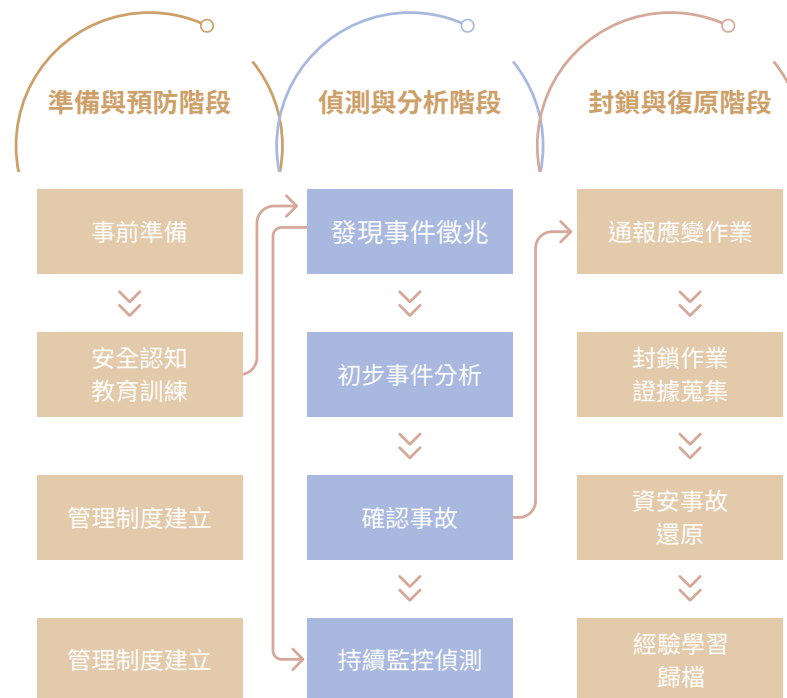 準備與預防階段
事前準備
安全認知
教育訓練
管理制度建立
管理制度建立
偵測與分析階段
發現事件徵兆
初步事件分析
確認事故
持續監控偵測
封鎖與復原階段
通報應變作業
封鎖作業
證據蒐集
資安事故
還原
經驗學習
歸檔